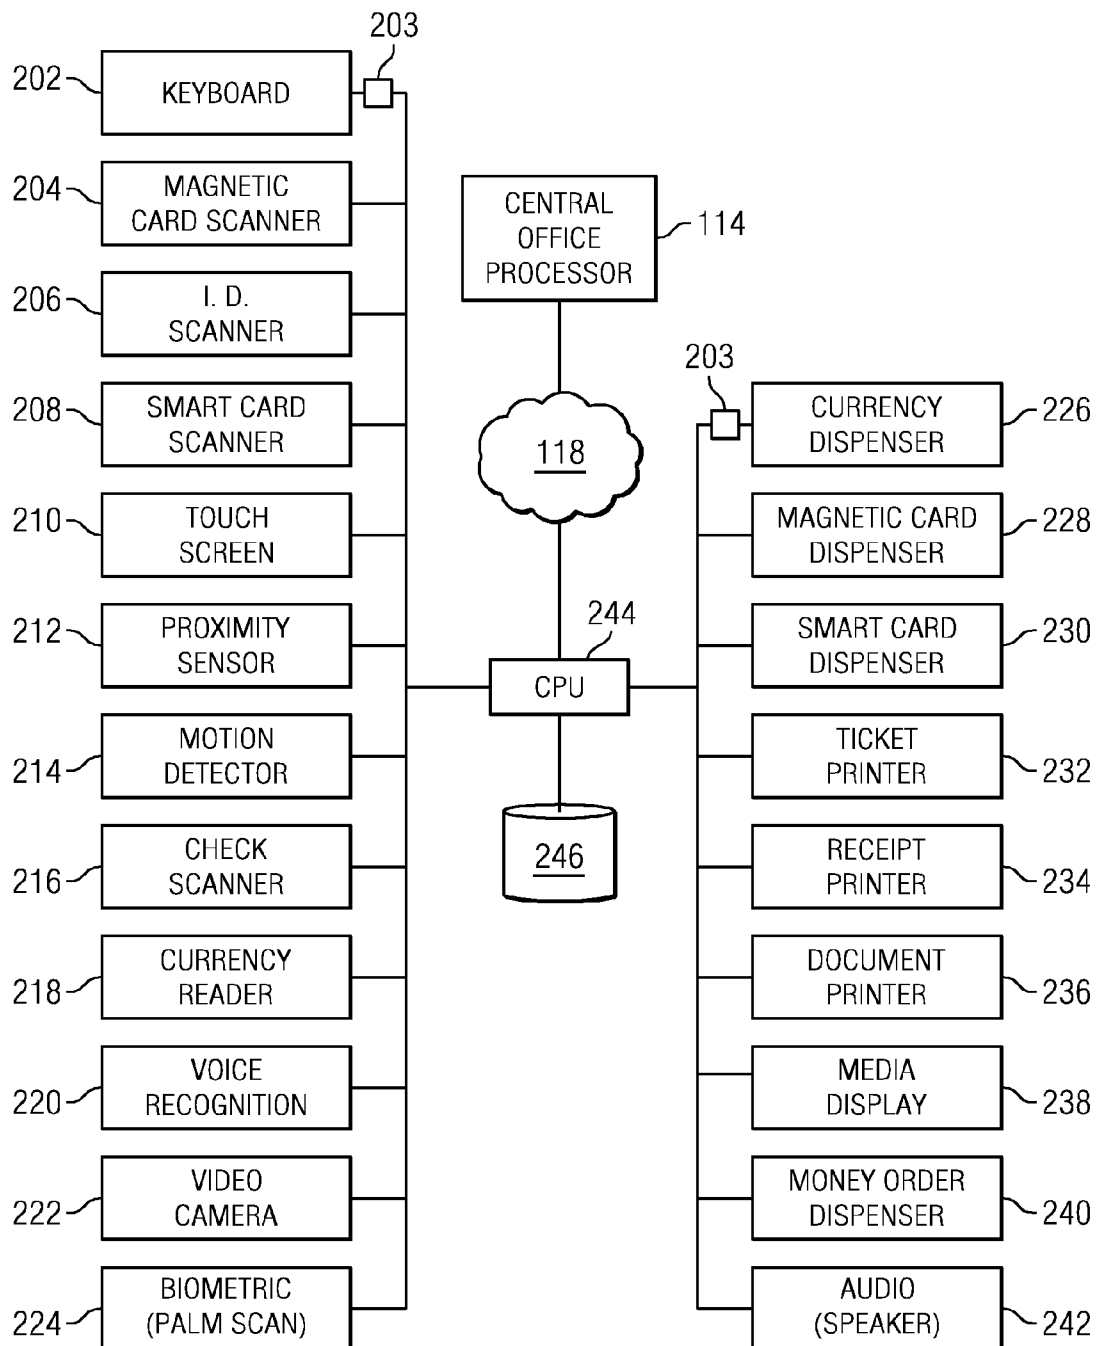 203
202
KEYBOARD
204
MAGNETIC
CARD SCANNER
206
I. D.
SCANNER
208
SMART CARD
SCANNER
210
TOUCH
SCREEN
212
PROXIMITY
SENSOR
214
MOTION
DETECTOR
216
CHECK
SCANNER
218
CURRENCY
READER
220
VOICE
RECOGNITION
222
VIDEO
CAMERA
224
BIOMETRIC
(PALM SCAN)
CENTRAL
OFFICE
PROCESSOR
114
118
244
CPU
246
203
CURRENCY
DISPENSER
226
MAGNETIC CARD
DISPENSER
228
SMART CARD
DISPENSER
230
TICKET
PRINTER
232
RECEIPT
PRINTER
234
DOCUMENT
PRINTER
236
MEDIA
DISPLAY
238
MONEY ORDER
DISPENSER
240
AUDIO
(SPEAKER)
242